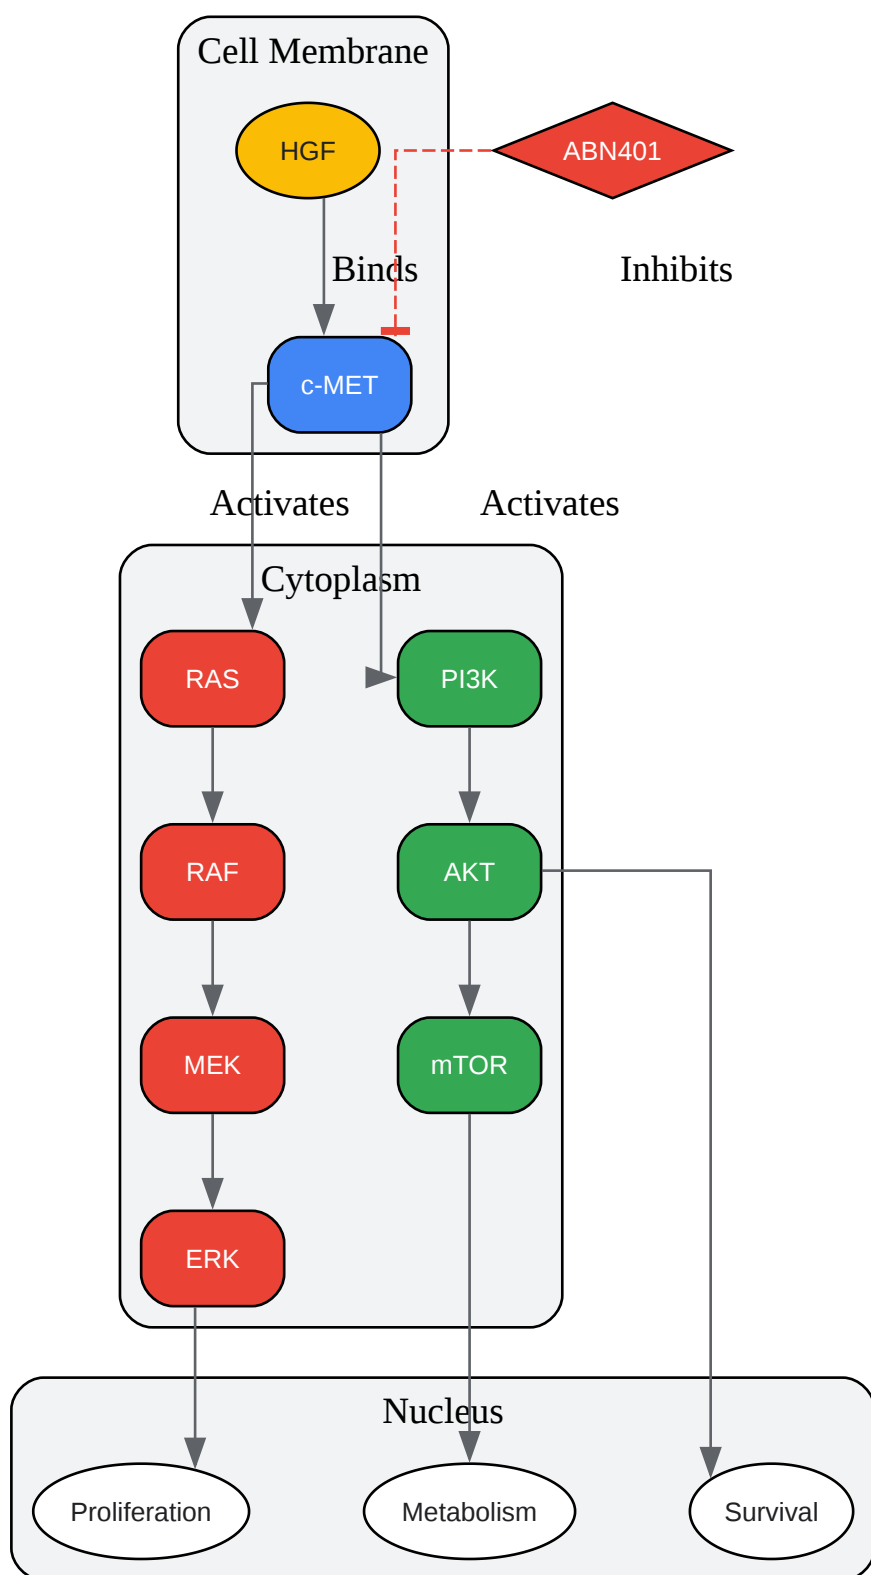 Cell Membrane
HGF
ABN401
Binds
Inhibits
c-MET
Activates
Activates
Cytoplasm
RAS
PI3K
RAF
AKT
MEK
mTOR
ERK
Nucleus
Proliferation
Metabolism
Survival